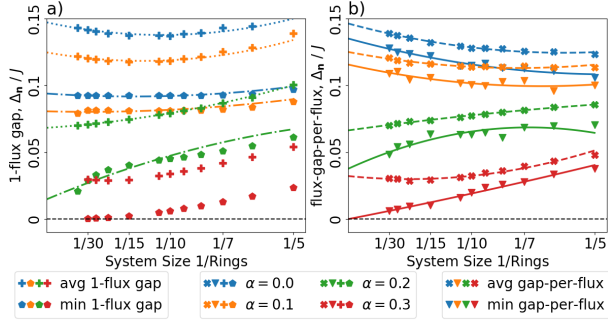 a)
b)
0.15
0.1
0.05
0
1-flux gap, Δn / J
1/30
1/15
1/10
1/7
1/5
System Size 1/Rings
0.15
0.1
0.05
0
flux-gap-per-flux, Δn / J
1/30
1/15
1/10
1/7
1/5
System Size 1/Rings
avg 1-flux gap
min 1-flux gap
α = 0.0
α = 0.1
α = 0.2
α = 0.3
avg gap-per-flux
min gap-per-flux